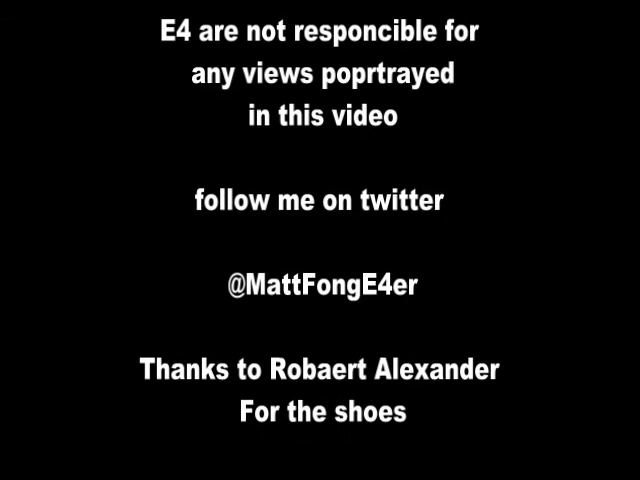 E4 are not responcible for
any views poprtrayed
in this video
follow me on twitter
@MattFongE4er
Thanks to Robaert Alexander
For the shoes